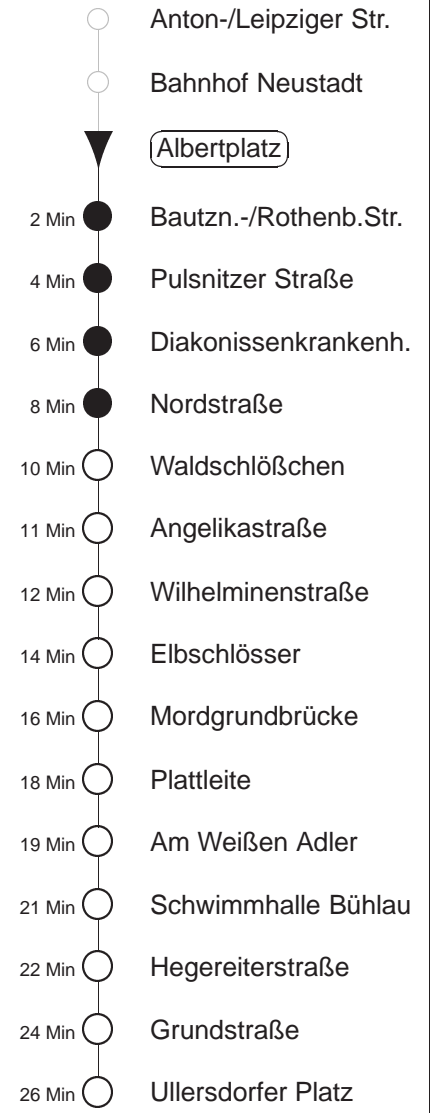 Anton-/Leipziger Str.
Bahnhof Neustadt
Albertplatz
2 Min Bautzn.-/Rothenb.Str.
4 Min Pulsnitzer Straße
6 Min Diakonissenkrankenh.
8 Min Nordstraße
10 Min Waldschlößchen
11 Min Angelikastraße
12 Min Wilhelminenstraße
14 Min Elbschlösser
16 Min Mordgrundbrücke
18 Min Plattleite
19 Min Am Weißen Adler
21 Min Schwimmhalle Bühlau
22 Min Hegereiterstraße
24 Min Grundstraße
26 Min Ullersdorfer Platz